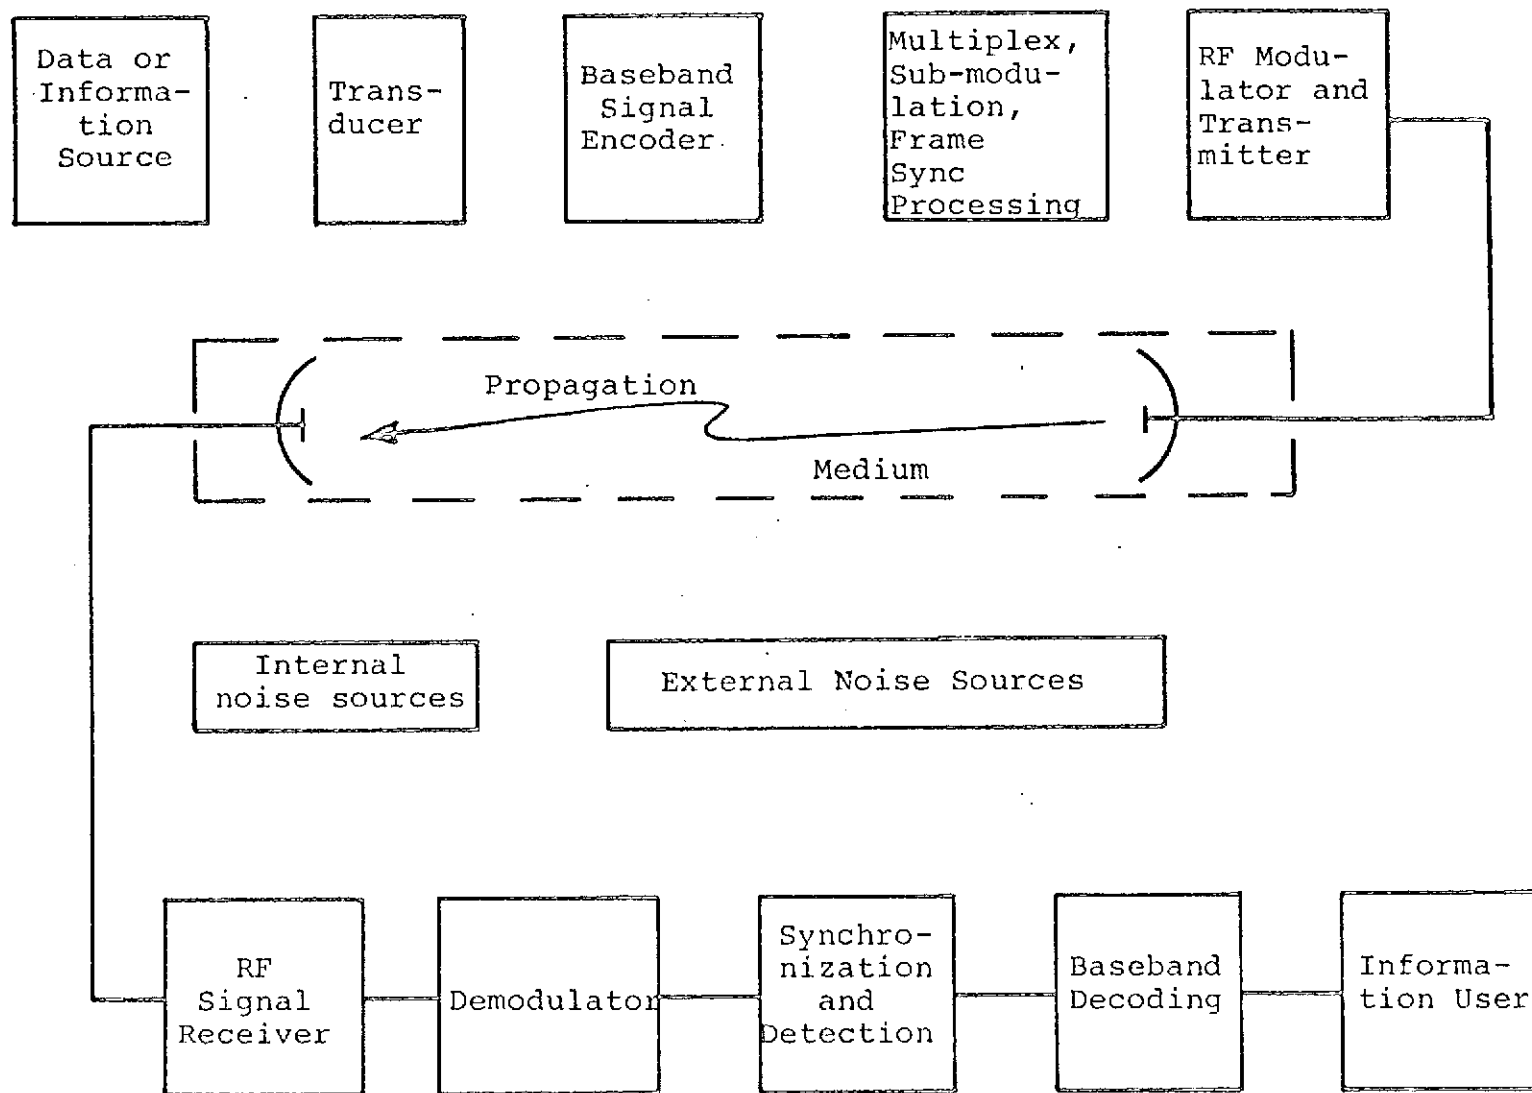 Data or
Informa-
tion
Source
Trans-
ducer
Baseband
Signal
Encoder
Multiplex,
Sub-modu-
lation,
Frame
Sync
Processing
RF Modu-
lator and
Trans-
mitter
Propagation
Medium
Internal
noise sources
External Noise Sources
RF
Signal
Receiver
Demodulator
Synchro-
nization
and
Detection
Baseband
Decoding
Informa-
tion User